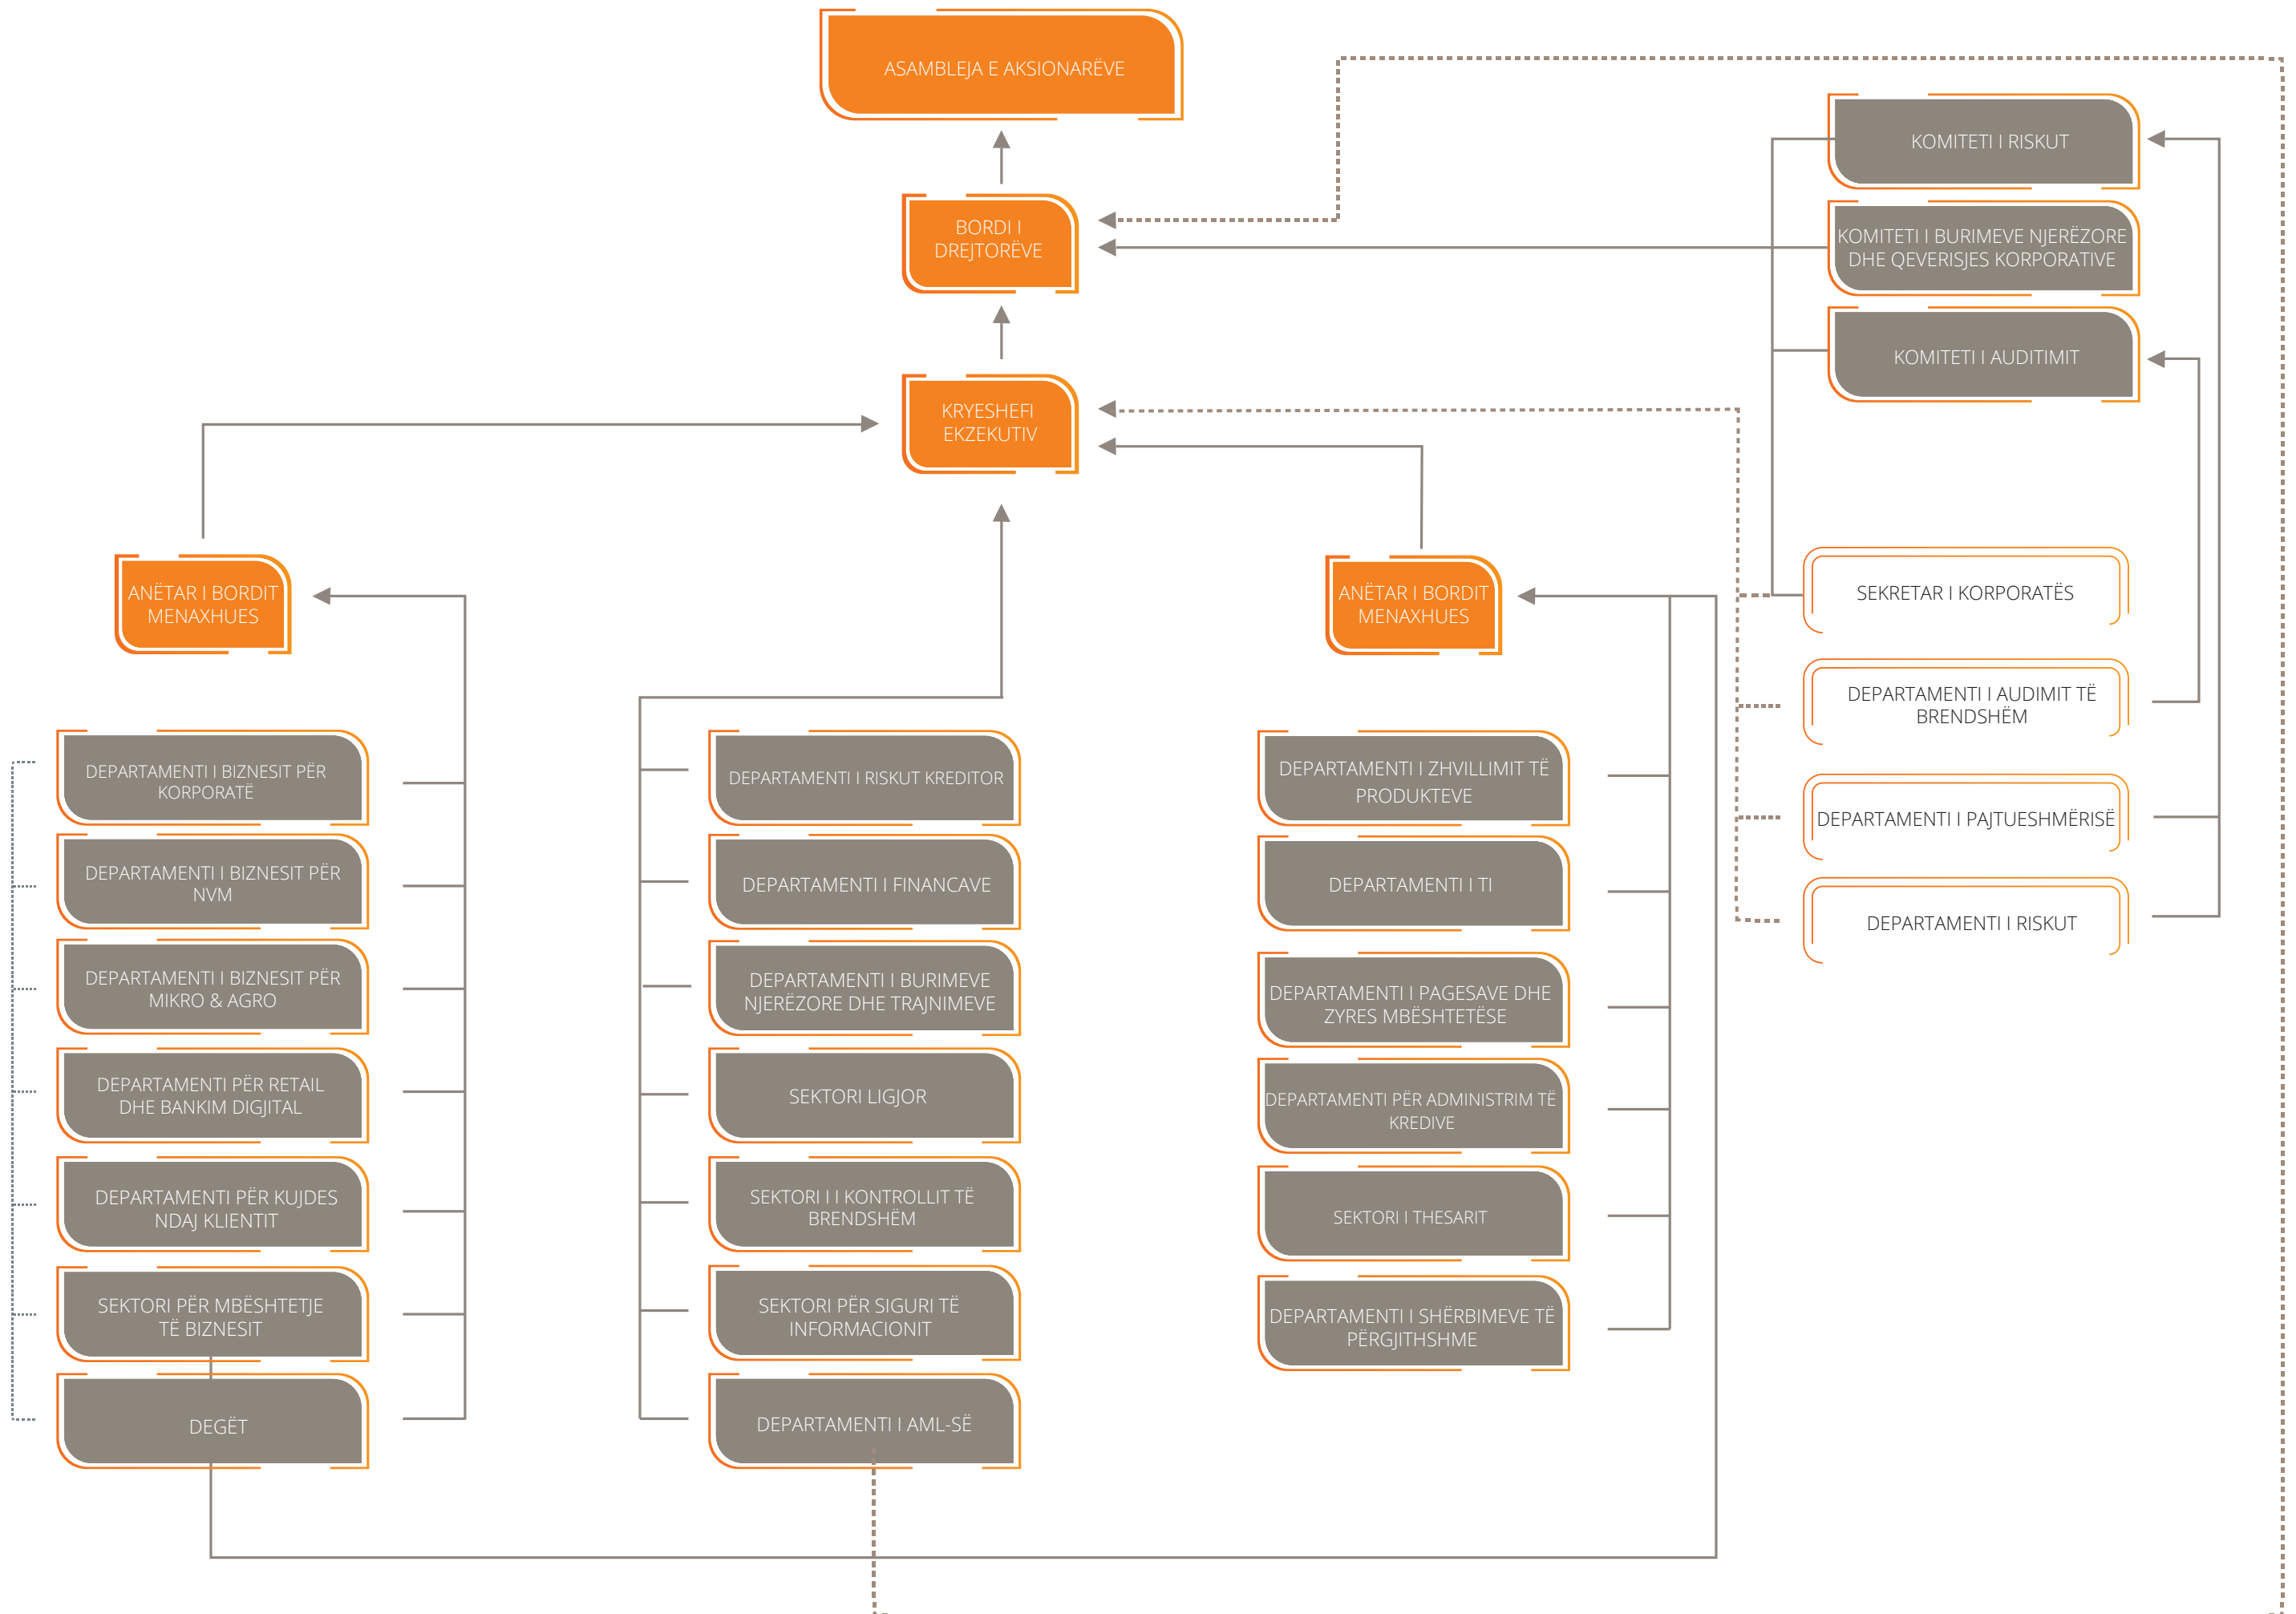 ASAMBLEJA E AKSIONARËVE
BORDI I
DREJTORËVE
KRYESHEFI
EKZEKUTIV
KOMITETI I RISKUT
KOMITETI I BURIMEVE NJERËZORE
DHE QEVERISJES KORPORATIVE
KOMITETI I AUDITIMIT
ANËTAR I BORDIT
MENAXHUES
ANËTAR I BORDIT
MENAXHUES
SEKRETAR I KORPORATËS
DEPARTAMENTI I AUDIMIT TË
BRENDSHËM
DEPARTAMENTI I PAJTUESHMËRISË
DEPARTAMENTI I RISKUT
DEPARTAMENTI I BIZNESIT PËR
KORPORATË
DEPARTAMENTI I BIZNESIT PËR
NVM
DEPARTAMENTI I BIZNESIT PËR
MIKRO & AGRO
DEPARTAMENTI PËR RETAIL
DHE BANKIM DIGJITAL
DEPARTAMENTI PËR KUJDES
NDAJ KLIENTIT
SEKTORI PËR MBËSHTETJE
TË BIZNESIT
DEGËT
DEPARTAMENTI I RISKUT KREDITOR
DEPARTAMENTI I FINANCAVE
DEPARTAMENTI I BURIMEVE
NJERËZORE DHE TRAJNIMEVE
SEKTORI LIGJOR
SEKTORI I I KONTROLLIT TË
BRENDSHËM
SEKTORI PËR SIGURI TË
INFORMACIONIT
DEPARTAMENTI I AML-SË
DEPARTAMENTI I ZHVILLIMIT TË
PRODUKTEVE
DEPARTAMENTI I TI
DEPARTAMENTI I PAGESAVE DHE
ZYRES MBËSHTETËSE
DEPARTAMENTI PËR ADMINISTRIM TË
KREDIVE
SEKTORI I THESARIT
DEPARTAMENTI I SHËRBIMEVE TË
PËRGJITHSHME